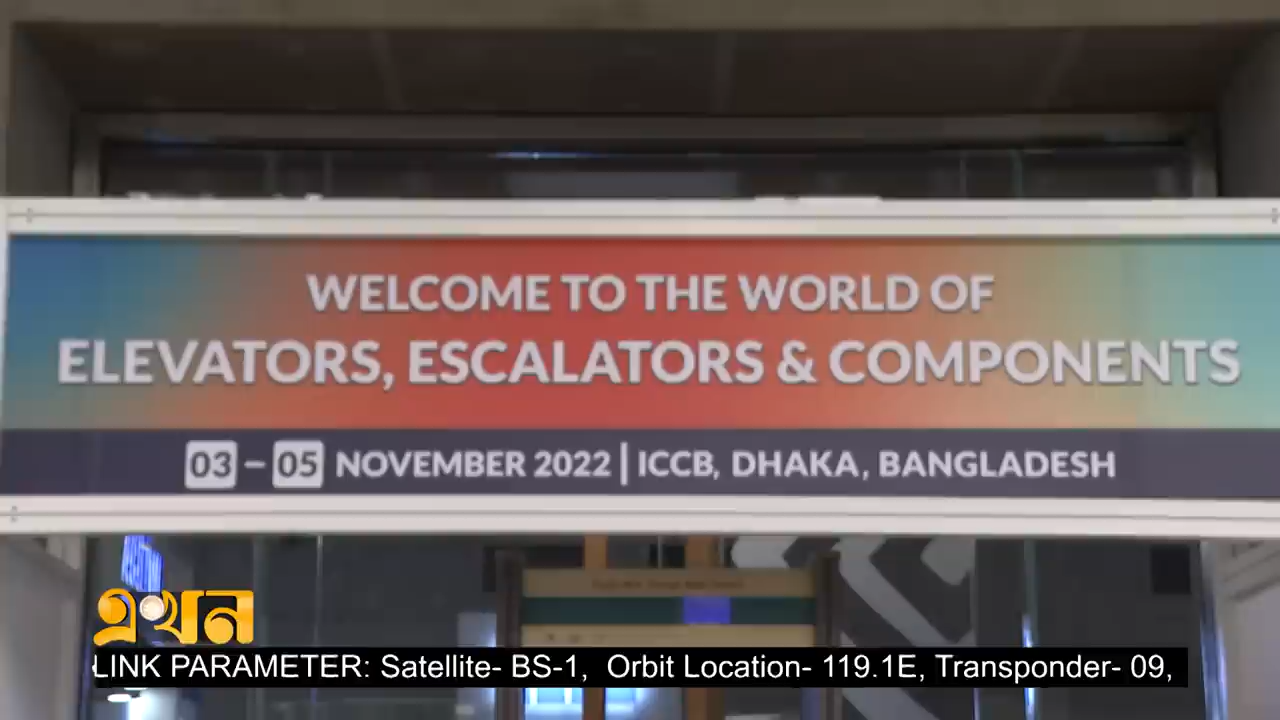 WELCOME TO THE WORLD OF
ELEVATORS, ESCALATORS & COMPONENTS
03 – 05 NOVEMBER 2022 | ICCB, DHAKA, BANGLADESH
এখন
LINK PARAMETER: Satellite- BS-1, Orbit Location- 119.1E, Transponder- 09,